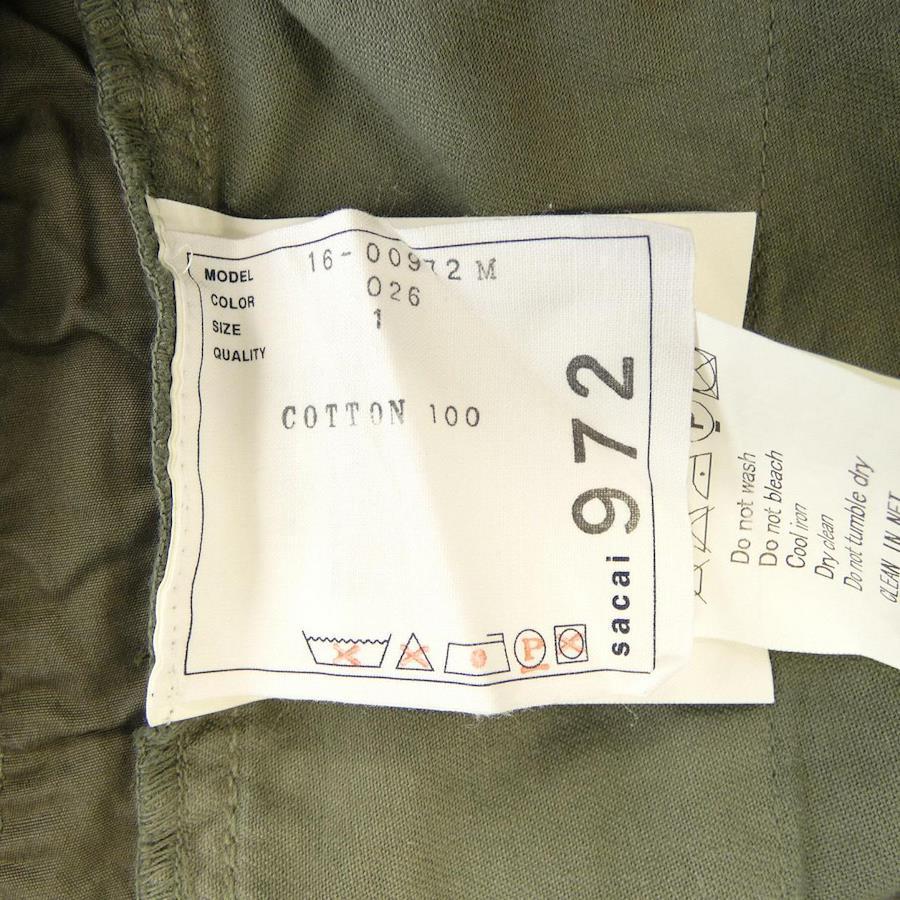 MODEL 16-00972 M
COLOR 026
SIZE 1
QUALITY
COTTON 100
sacai 972
P
P
Do not wash
Do not bleach
Cool iron
Dry clean
Do not tumble dry
CLEAN IN NET